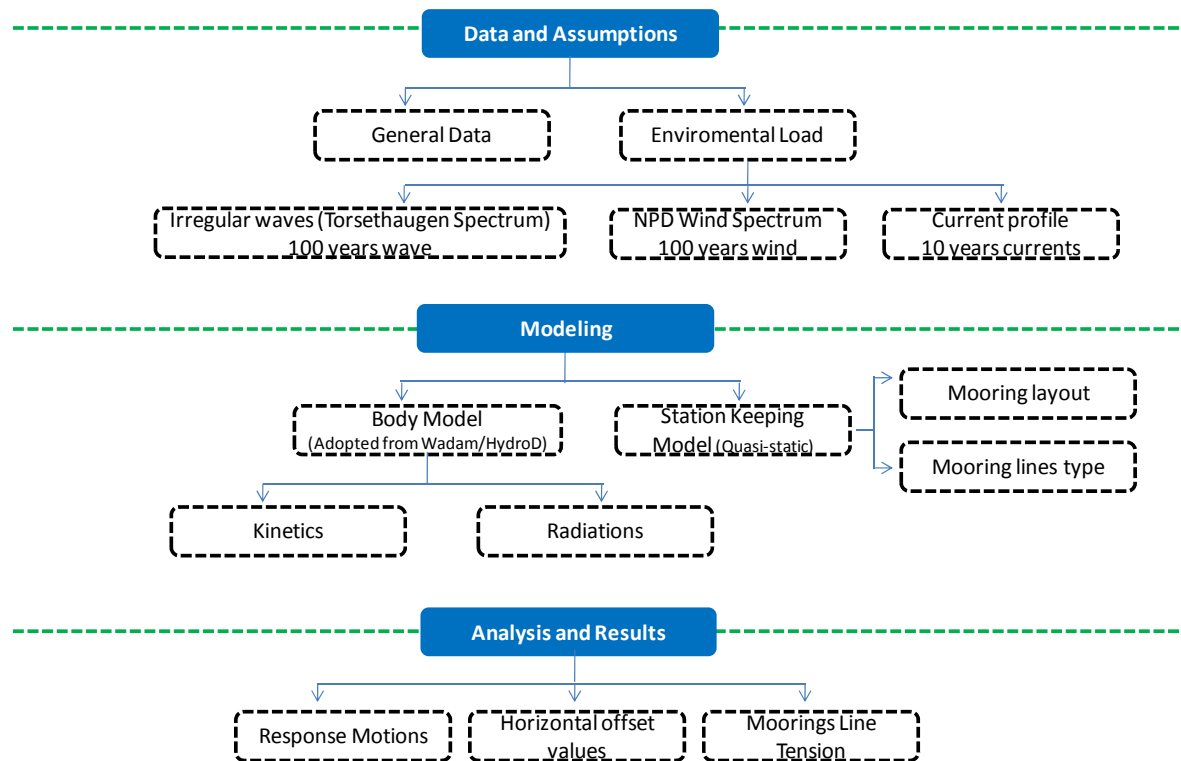 Data and Assumptions
General Data
Enviromental Load
Irregular waves (Torsethaugen Spectrum)
100 years wave
NPD Wind Spectrum
100 years wind
Current profile
10 years currents
Modeling
Body Model
(Adopted from Wadam/HydroD)
Station Keeping
Model (Quasi-static)
Mooring layout
Mooring lines type
Kinetics
Radiations
Analysis and Results
Response Motions
Horizontal offset
values
Moorings Line
Tension